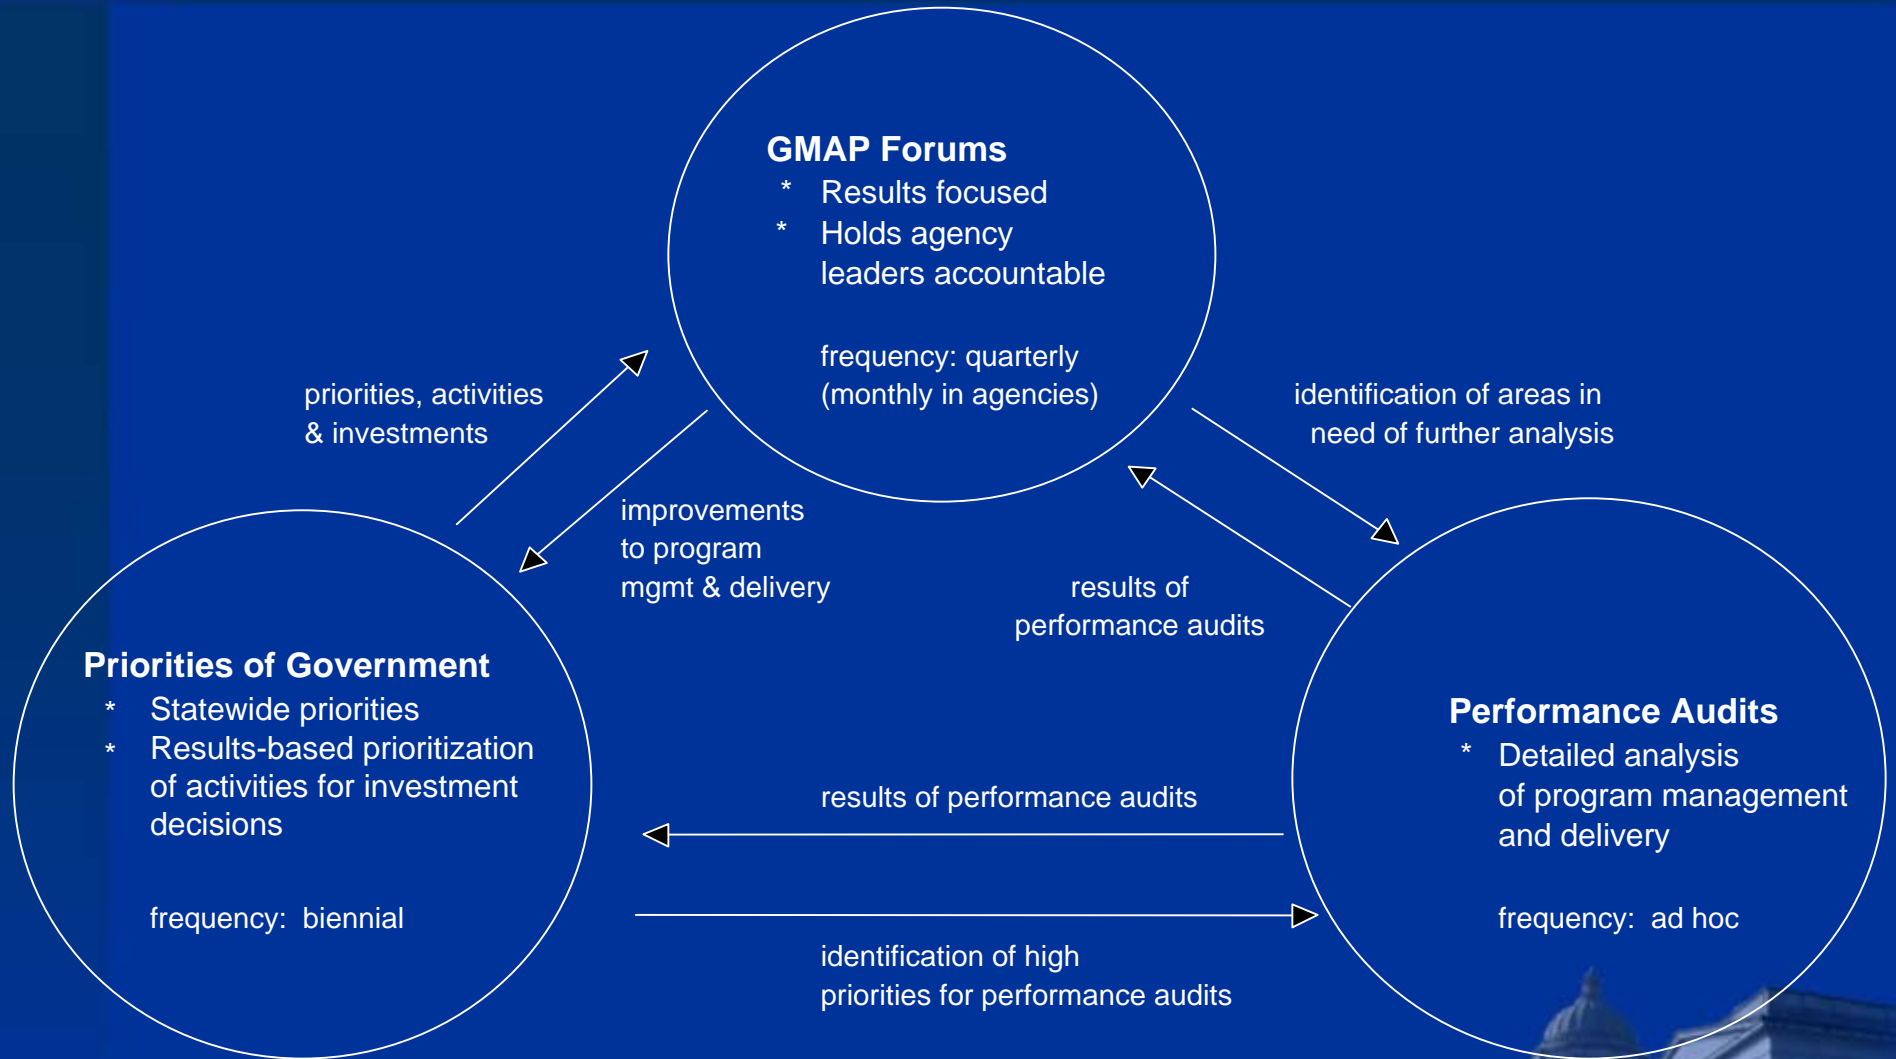 GMAP Forums
* Results focused
* Holds agency
leaders accountable
frequency: quarterly
(monthly in agencies)
priorities, activities
& investments
identification of areas in
need of further analysis
improvements
to program
mgmt & delivery
results of
performance audits
Priorities of Government
* Statewide priorities
* Results-based prioritization
of activities for investment
decisions
frequency: biennial
results of performance audits
identification of high
priorities for performance audits
Performance Audits
* Detailed analysis
of program management
and delivery
frequency: ad hoc